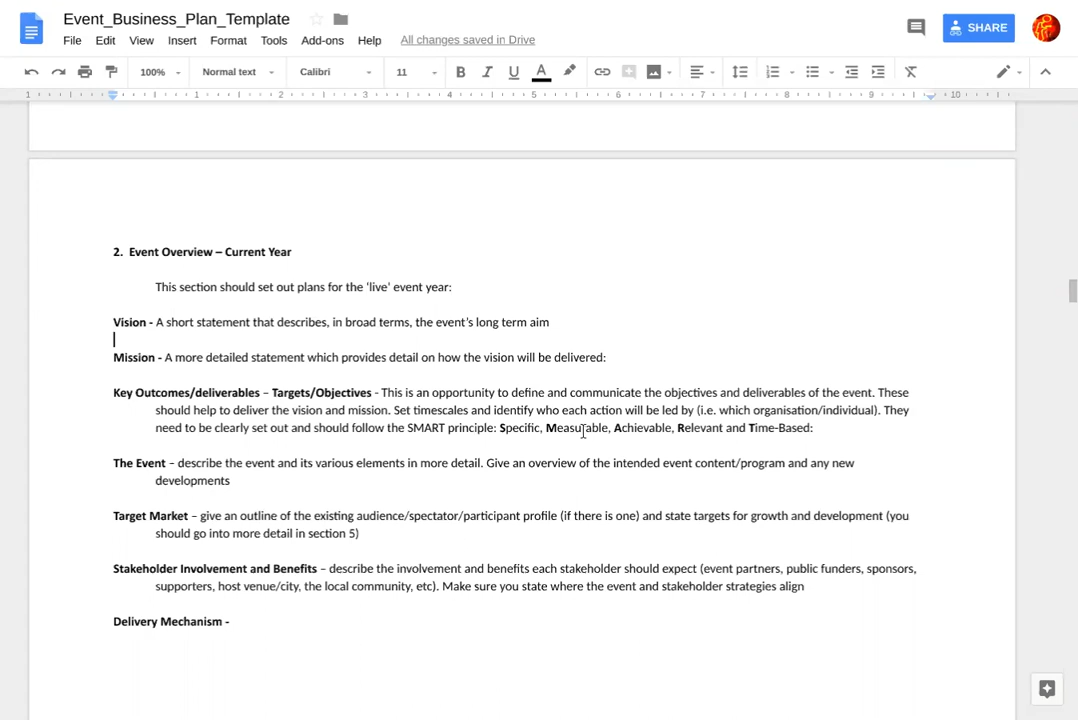 Event_Business_Plan_Template
File Edit View Insert Format Tools Add-ons Help All changes saved in Drive
SHARE
100% Normal text Calibri 11 B I U A
1 1 2 3 4 5 6 7 8 9 10
2. Event Overview – Current Year
This section should set out plans for the ‘live’ event year:
Vision - A short statement that describes, in broad terms, the event’s long term aim
Mission - A more detailed statement which provides detail on how the vision will be delivered:
Key Outcomes/deliverables – Targets/Objectives - This is an opportunity to define and communicate the objectives and deliverables of the event. These
should help to deliver the vision and mission. Set timescales and identify who each action will be led by (i.e. which organisation/individual). They
need to be clearly set out and should follow the SMART principle: Specific, Measurable, Achievable, Relevant and Time-Based:
The Event – describe the event and its various elements in more detail. Give an overview of the intended event content/program and any new
developments
Target Market – give an outline of the existing audience/spectator/participant profile (if there is one) and state targets for growth and development (you
should go into more detail in section 5)
Stakeholder Involvement and Benefits – describe the involvement and benefits each stakeholder should expect (event partners, public funders, sponsors,
supporters, host venue/city, the local community, etc). Make sure you state where the event and stakeholder strategies align
Delivery Mechanism -